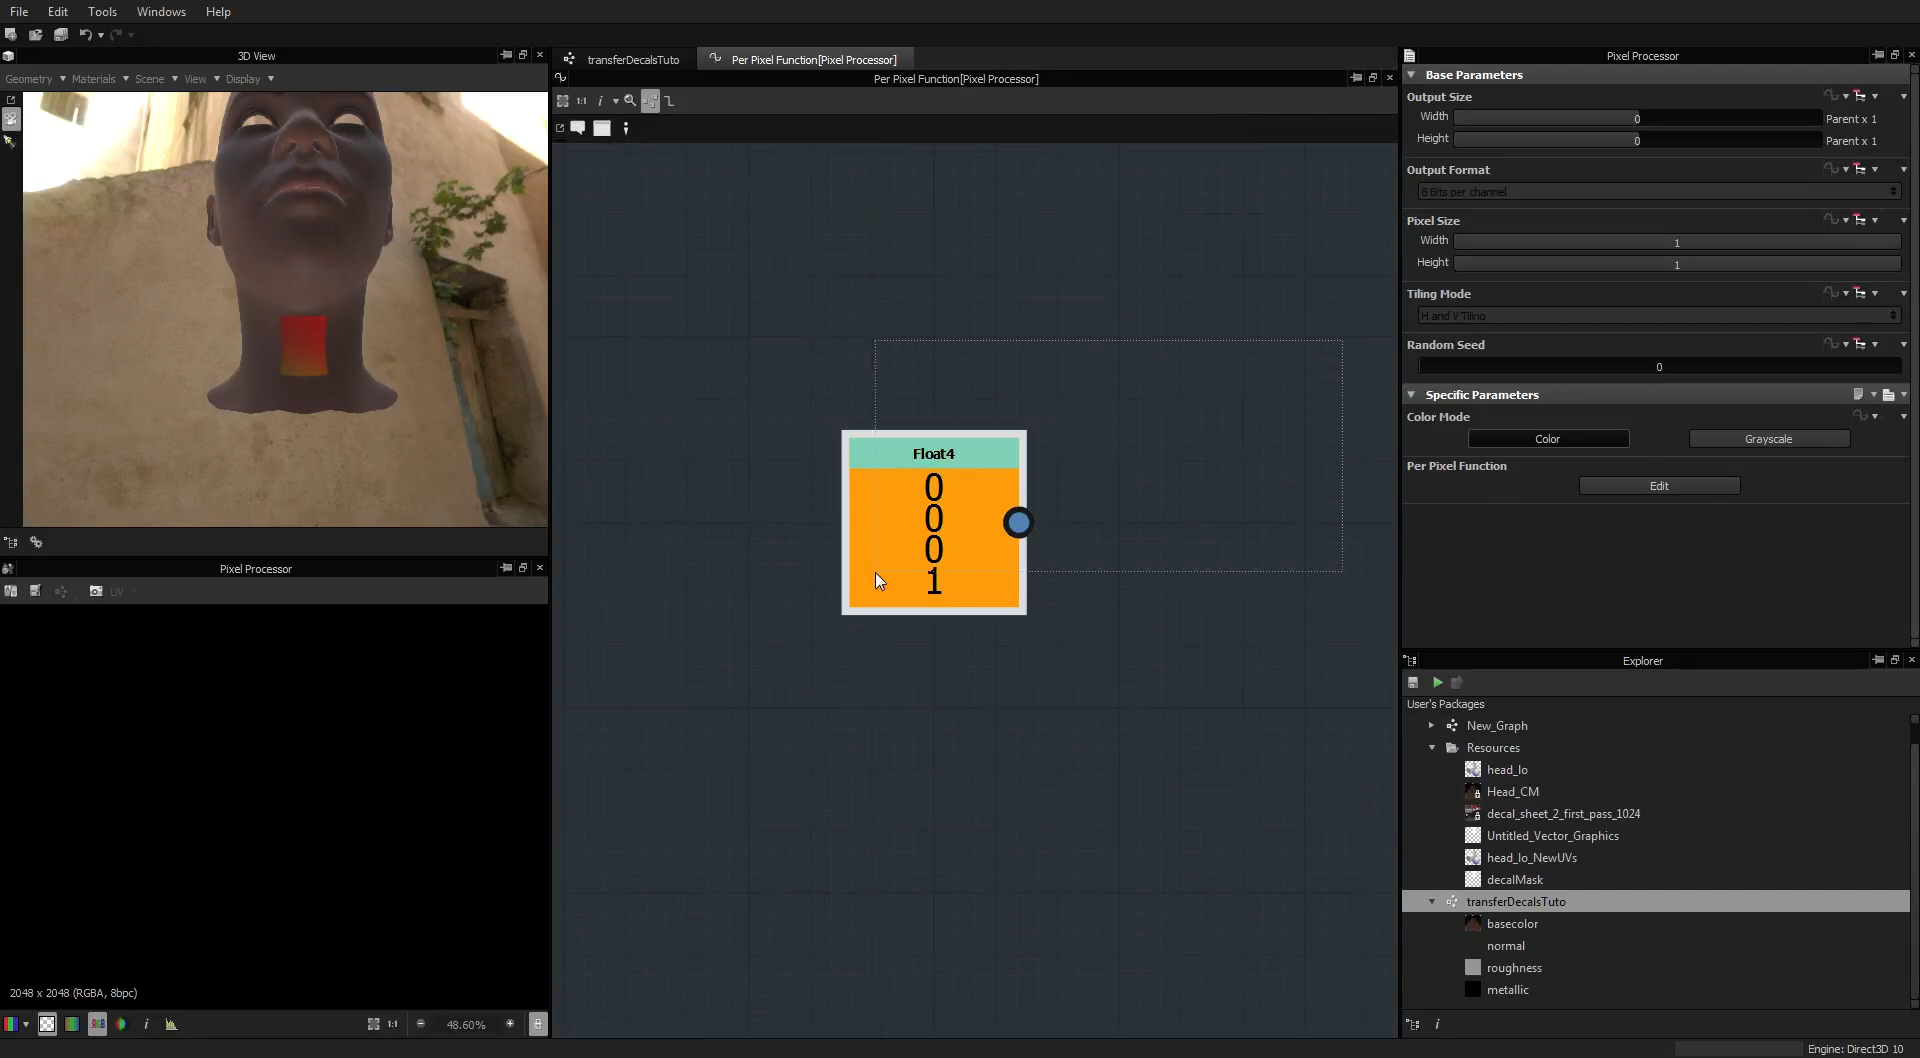 File Edit Tools Windows Help
3D View
Geometry Materials Scene View Display
Pixel Processor
UV
2048 x 2048 (RGBA, 8bpc)
1:1 48.60%
transferDecalsTuto Per Pixel Function[Pixel Processor]
Per Pixel Function[Pixel Processor]
1:1
Float4
0
0
0
1
Pixel Processor
Base Parameters
Output Size
Width 0 Parent x 1
Height 0 Parent x 1
Output Format
8 Bits per channel
Pixel Size
Width 1
Height 1
Tiling Mode
H and V Tiling
Random Seed
0
Specific Parameters
Color Mode
Color Grayscale
Per Pixel Function
Edit
Explorer
User's Packages
New_Graph
Resources
head_lo
Head_CM
decal_sheet_2_first_pass_1024
Untitled_Vector_Graphics
head_lo_NewUVs
decalMask
transferDecalsTuto
basecolor
normal
roughness
metallic
Engine: Direct3D 10